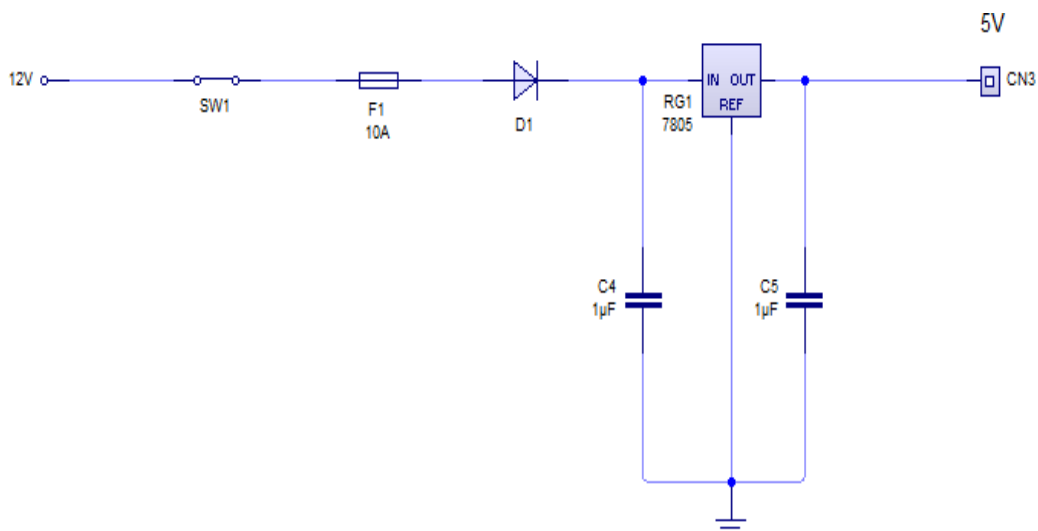 5V
12V
SW1
F1
10A
D1
IN OUT
REF
RG1
7805
CN3
C4
1µF
C5
1µF